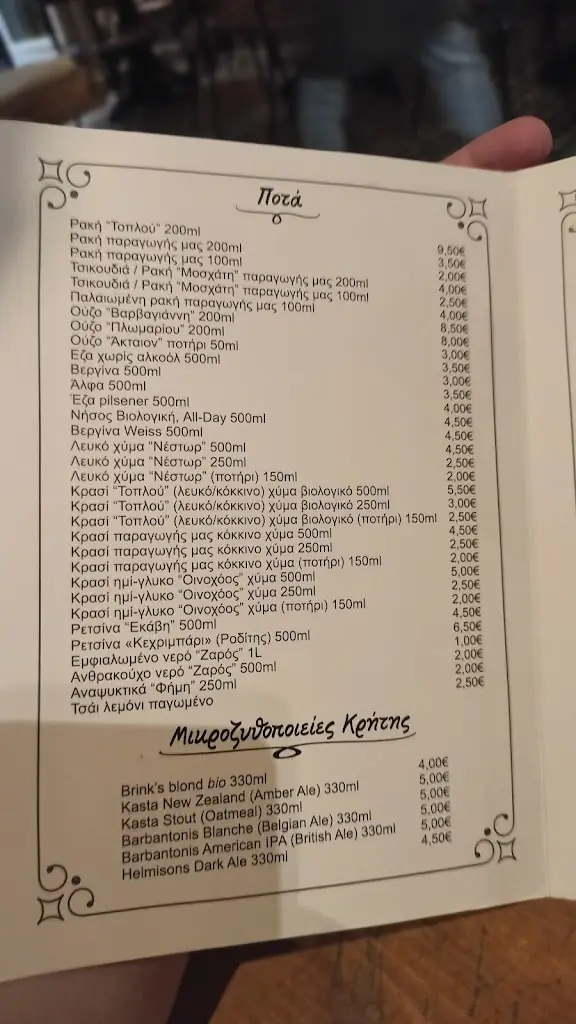 Ποτά
Ρακή "Τοπλού" 200ml 9,50€
Ρακή παραγωγής μας 200ml 3,50€
Ρακή παραγωγής μας 100ml 2,00€
Τσικουδιά / Ρακή "Μοσχάτη" παραγωγής μας 200ml 4,00€
Τσικουδιά / Ρακή "Μοσχάτη" παραγωγής μας 100ml 2,50€
Παλαιωμένη ρακή παραγωγής μας 100ml 4,00€
Ούζο "Βαρβαγιάννη" 200ml 8,50€
Ούζο "Πλωμαρίου" 200ml 8,00€
Ούζο "Άκταιον" ποτήρι 50ml 3,00€
Εζα χωρίς αλκοόλ 500ml 3,50€
Βεργίνα 500ml 3,00€
Άλφα 500ml 3,50€
Έζα pilsener 500ml 4,00€
Νήσος Βιολογική, All-Day 500ml 4,50€
Βεργίνα Weiss 500ml 4,50€
Λευκό χύμα "Νέστωρ" 500ml 4,50€
Λευκό χύμα "Νέστωρ" 250ml 2,50€
Λευκό χύμα "Νέστωρ" (ποτήρι) 150ml 2,00€
Κρασί "Τοπλού" (λευκό/κόκκινο) χύμα βιολογικό 500ml 5,50€
Κρασί "Τοπλού" (λευκό/κόκκινο) χύμα βιολογικό 250ml 3,00€
Κρασί "Τοπλού" (λευκό/κόκκινο) χύμα βιολογικό (ποτήρι) 150ml 2,50€
Κρασί παραγωγής μας κόκκινο χύμα 500ml 4,50€
Κρασί παραγωγής μας κόκκινο χύμα 250ml 2,50€
Κρασί παραγωγής μας κόκκινο χύμα (ποτήρι) 150ml 2,00€
Κρασί ημί-γλυκο "Οινοχόος" χύμα 500ml 5,00€
Κρασί ημί-γλυκο "Οινοχόος" χύμα 250ml 2,50€
Κρασί ημί-γλυκο "Οινοχόος" χύμα (ποτήρι) 150ml 2,00€
Ρετσίνα "Εκάβη" 500ml 4,50€
Ρετσίνα «Κεχριμπάρι» (Ροδίτης) 500ml 6,50€
Εμφιαλωμένο νερό "Ζαρός" 1L 1,00€
Ανθρακούχο νερό "Ζαρός" 500ml 2,00€
Αναψυκτικά "Φήμη" 250ml 2,00€
Τσάι λεμόνι παγωμένο 2,50€
Μικροζυθοποιείες Κρήτης
Brink's blond bio 330ml 4,00€
Kasta New Zealand (Amber Ale) 330ml 5,00€
Kasta Stout (Oatmeal) 330ml 5,00€
Barbantonis Blanche (Belgian Ale) 330ml 5,00€
Barbantonis American IPA (British Ale) 330ml 5,00€
Helmisons Dark Ale 330ml 4,50€